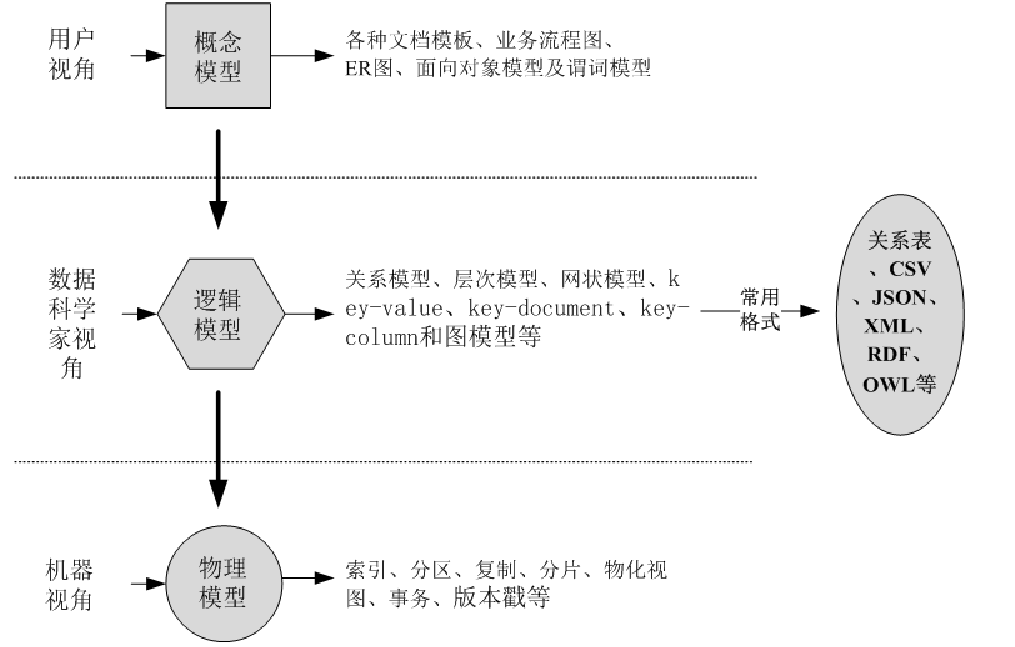 用户
视角
概念
模型
各种文档模板、业务流程图、
ER图、面向对象模型及谓词模型
数据
科学
家视
角
逻辑
模型
关系模型、层次模型、网状模型、k
ey-value、key-document、key-
column和图模型等
常用
格式
关系表
、CSV
、JSON、
XML、
RDF、
OWL等
机器
视角
物理
模型
索引、分区、复制、分片、物化视
图、事务、版本戳等